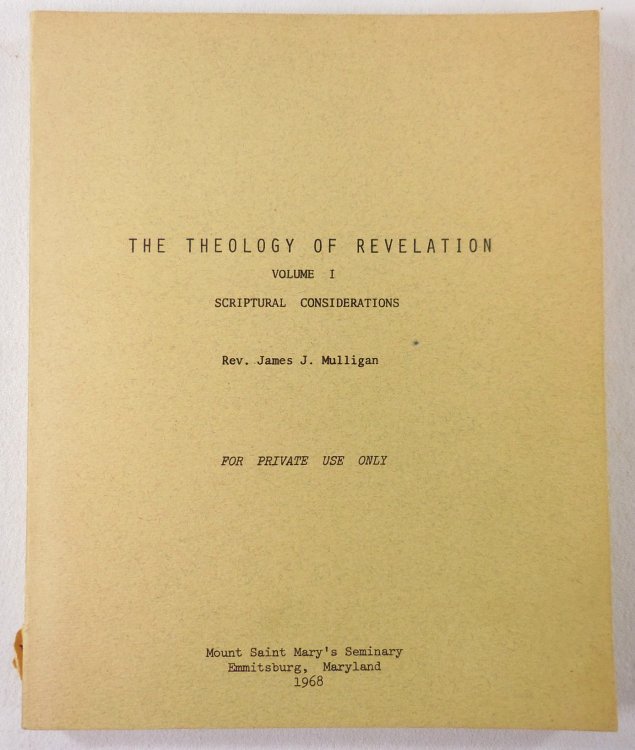 THE THEOLOGY OF REVELATION
VOLUME I
SCRIPTURAL CONSIDERATIONS
Rev. James J. Mulligan
FOR PRIVATE USE ONLY
Mount Saint Mary's Seminary
Emmitsburg, Maryland
1968